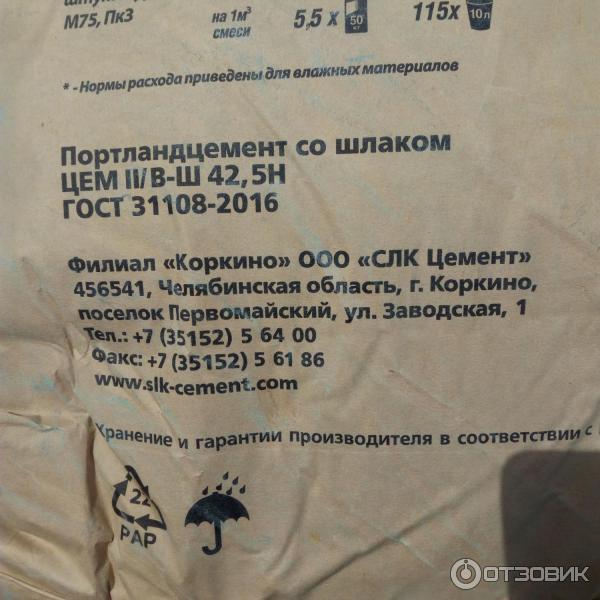 М75, Пк3
на 1м³
смеси
5,5 х
50
кг
115х
10 л
* - Нормы расхода приведены для влажных материалов
Портландцемент со шлаком
ЦЕМ II/В-Ш 42,5Н
ГОСТ 31108-2016
Филиал «Коркино» ООО «СЛК Цемент»
456541, Челябинская область, г. Коркино,
поселок Первомайский, ул. Заводская, 1
Тел.: +7 (35152) 5 64 00
Факс: +7 (35152) 5 61 86
www.slk-cement.com
Хранение и гарантии производителя в соответствии с
22
PAP
ОТЗОВИК